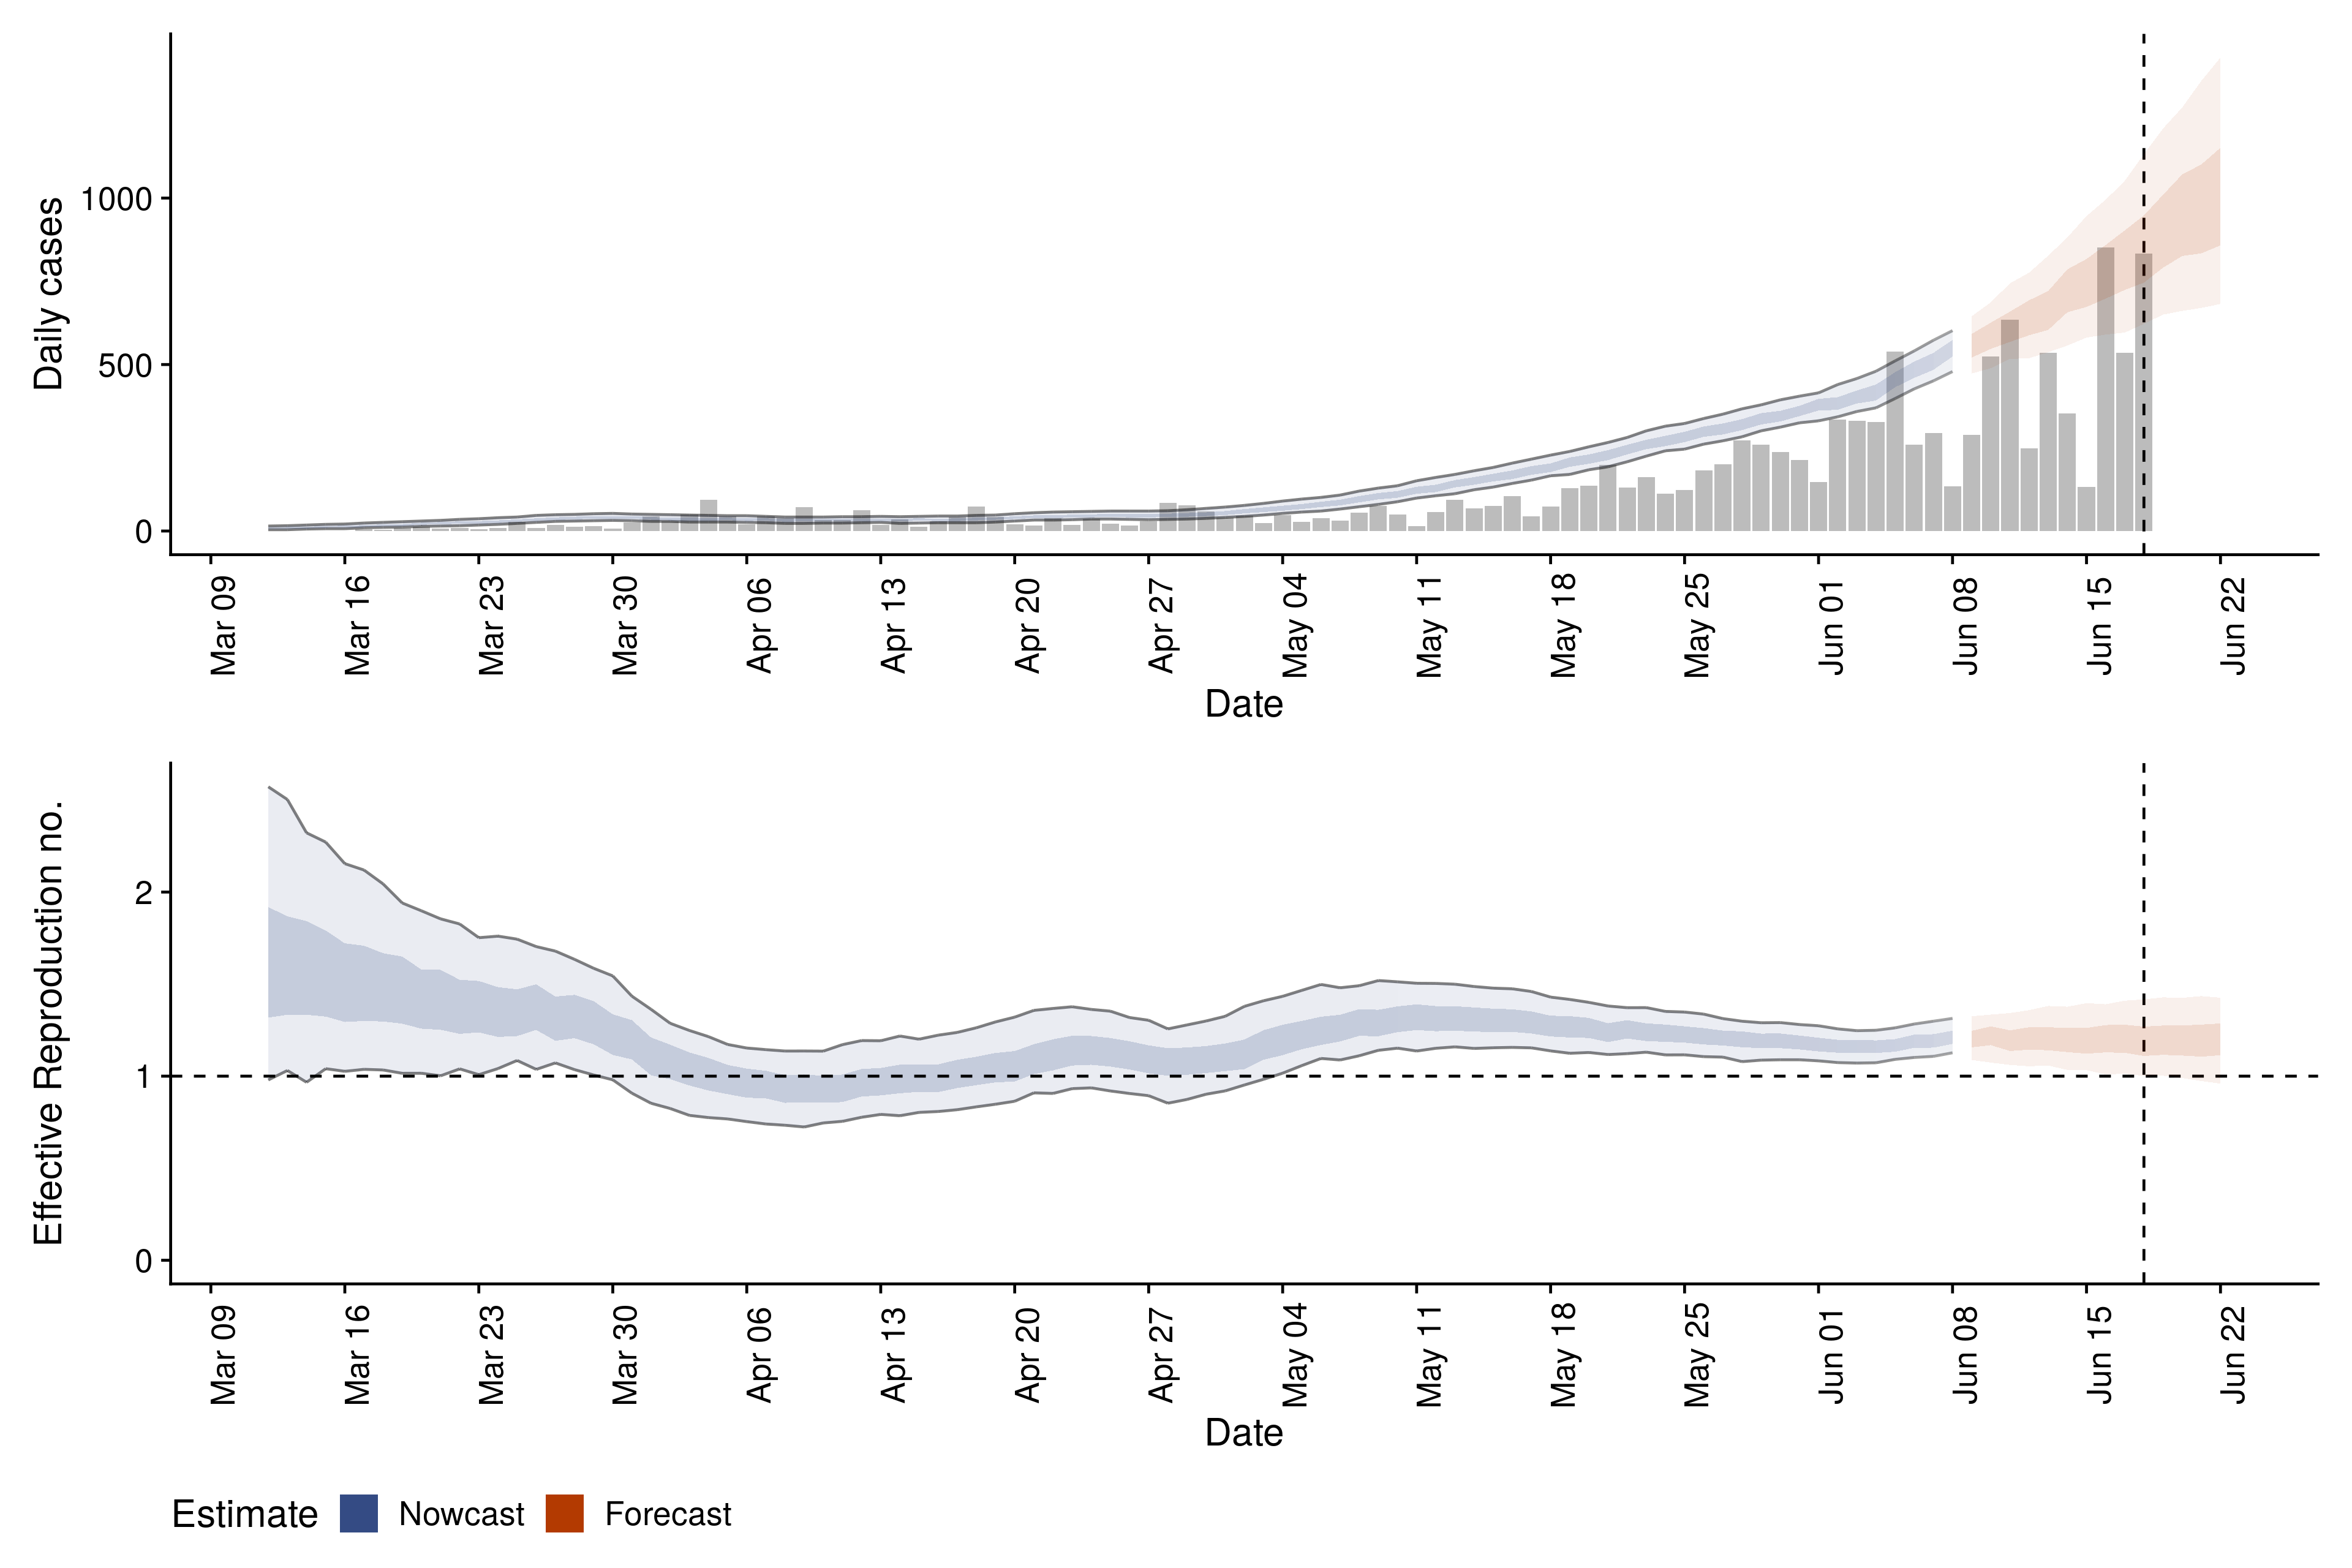 Daily cases
1000
500
0
Mar 09 Mar 16 Mar 23 Mar 30 Apr 06 Apr 13 Apr 20 Apr 27 May 04 May 11 May 18 May 25 Jun 01 Jun 08 Jun 15 Jun 22
Date
Effective Reproduction no.
2
1
0
Mar 09 Mar 16 Mar 23 Mar 30 Apr 06 Apr 13 Apr 20 Apr 27 May 04 May 11 May 18 May 25 Jun 01 Jun 08 Jun 15 Jun 22
Date
Estimate Nowcast Forecast